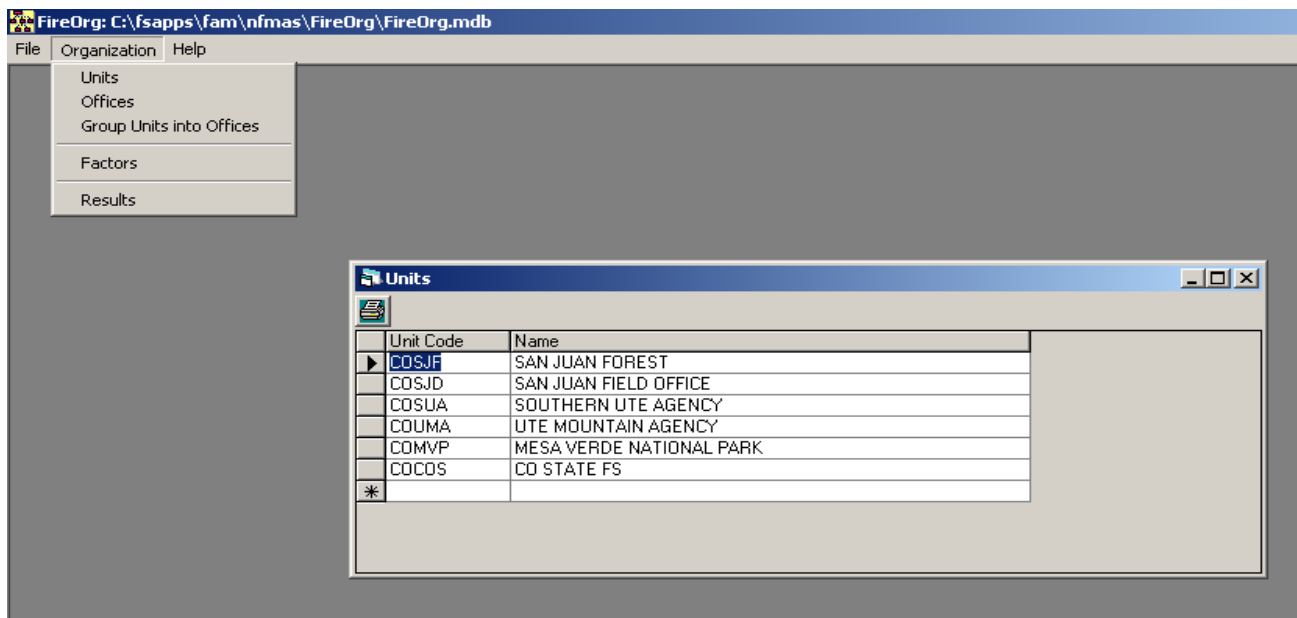 FireOrg: C:\fsapps\fam\nfmas\FireOrg\FireOrg.mdb
File Organization Help
Units
Offices
Group Units into Offices
Factors
Results
Units
Unit Code Name
COSJF SAN JUAN FOREST
COSJD SAN JUAN FIELD OFFICE
COSUA SOUTHERN UTE AGENCY
COUMA UTE MOUNTAIN AGENCY
COMVP MESA VERDE NATIONAL PARK
COCOS CO STATE FS